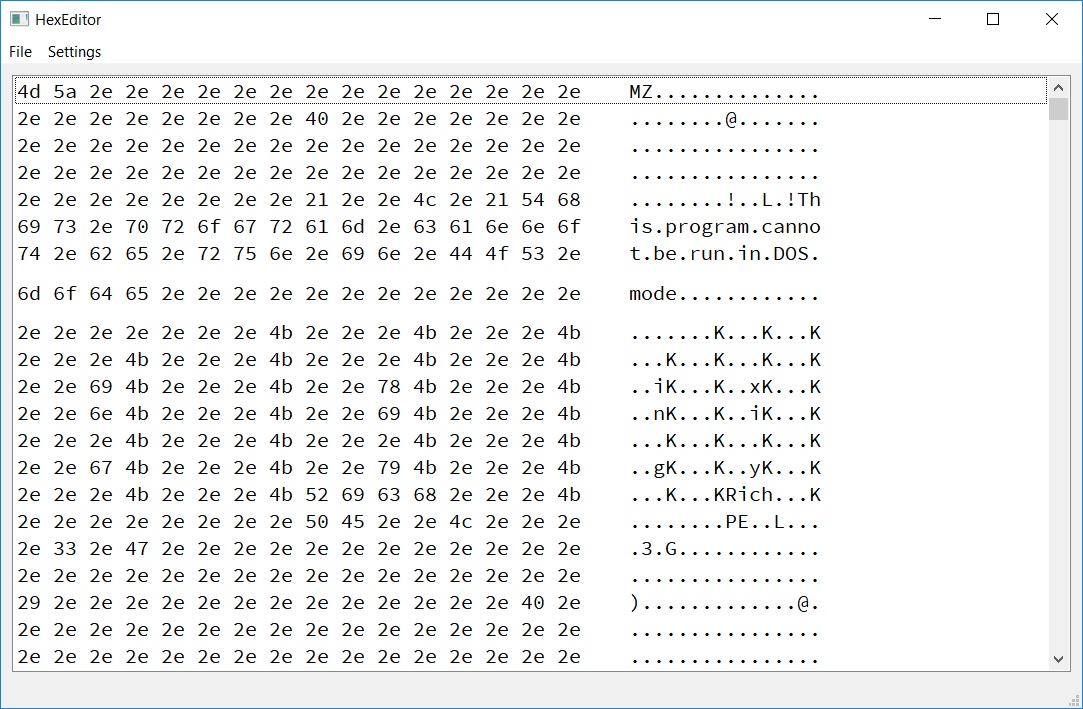 HexEditor
File Settings
4d 5a 2e 2e 2e 2e 2e 2e 2e 2e 2e 2e 2e 2e 2e 2e MZ..............
2e 2e 2e 2e 2e 2e 2e 2e 40 2e 2e 2e 2e 2e 2e 2e ........@.......
2e 2e 2e 2e 2e 2e 2e 2e 2e 2e 2e 2e 2e 2e 2e 2e ................
2e 2e 2e 2e 2e 2e 2e 2e 2e 2e 2e 2e 2e 2e 2e 2e ................
2e 2e 2e 2e 2e 2e 2e 2e 21 2e 2e 4c 2e 21 54 68 ........!..L.!Th
69 73 2e 70 72 6f 67 72 61 6d 2e 63 61 6e 6e 6f is.program.canno
74 2e 62 65 2e 72 75 6e 2e 69 6e 2e 44 4f 53 2e t.be.run.in.DOS.
6d 6f 64 65 2e 2e 2e 2e 2e 2e 2e 2e 2e 2e 2e 2e mode............
2e 2e 2e 2e 2e 2e 2e 4b 2e 2e 2e 4b 2e 2e 2e 4b .......K...K...K
2e 2e 2e 4b 2e 2e 2e 4b 2e 2e 2e 4b 2e 2e 2e 4b ...K...K...K...K
2e 2e 69 4b 2e 2e 2e 4b 2e 2e 78 4b 2e 2e 2e 4b ..iK...K..xK...K
2e 2e 6e 4b 2e 2e 2e 4b 2e 2e 69 4b 2e 2e 2e 4b ..nK...K..iK...K
2e 2e 2e 4b 2e 2e 2e 4b 2e 2e 2e 4b 2e 2e 2e 4b ...K...K...K...K
2e 2e 67 4b 2e 2e 2e 4b 2e 2e 79 4b 2e 2e 2e 4b ..gK...K..yK...K
2e 2e 2e 4b 2e 2e 2e 4b 52 69 63 68 2e 2e 2e 4b ...K...KRich...K
2e 2e 2e 2e 2e 2e 2e 2e 50 45 2e 2e 4c 2e 2e 2e ........PE..L...
2e 33 2e 47 2e 2e 2e 2e 2e 2e 2e 2e 2e 2e 2e 2e .3.G............
2e 2e 2e 2e 2e 2e 2e 2e 2e 2e 2e 2e 2e 2e 2e 2e ................
29 2e 2e 2e 2e 2e 2e 2e 2e 2e 2e 2e 2e 2e 40 2e ).............@.
2e 2e 2e 2e 2e 2e 2e 2e 2e 2e 2e 2e 2e 2e 2e 2e ................
2e 2e 2e 2e 2e 2e 2e 2e 2e 2e 2e 2e 2e 2e 2e 2e ................